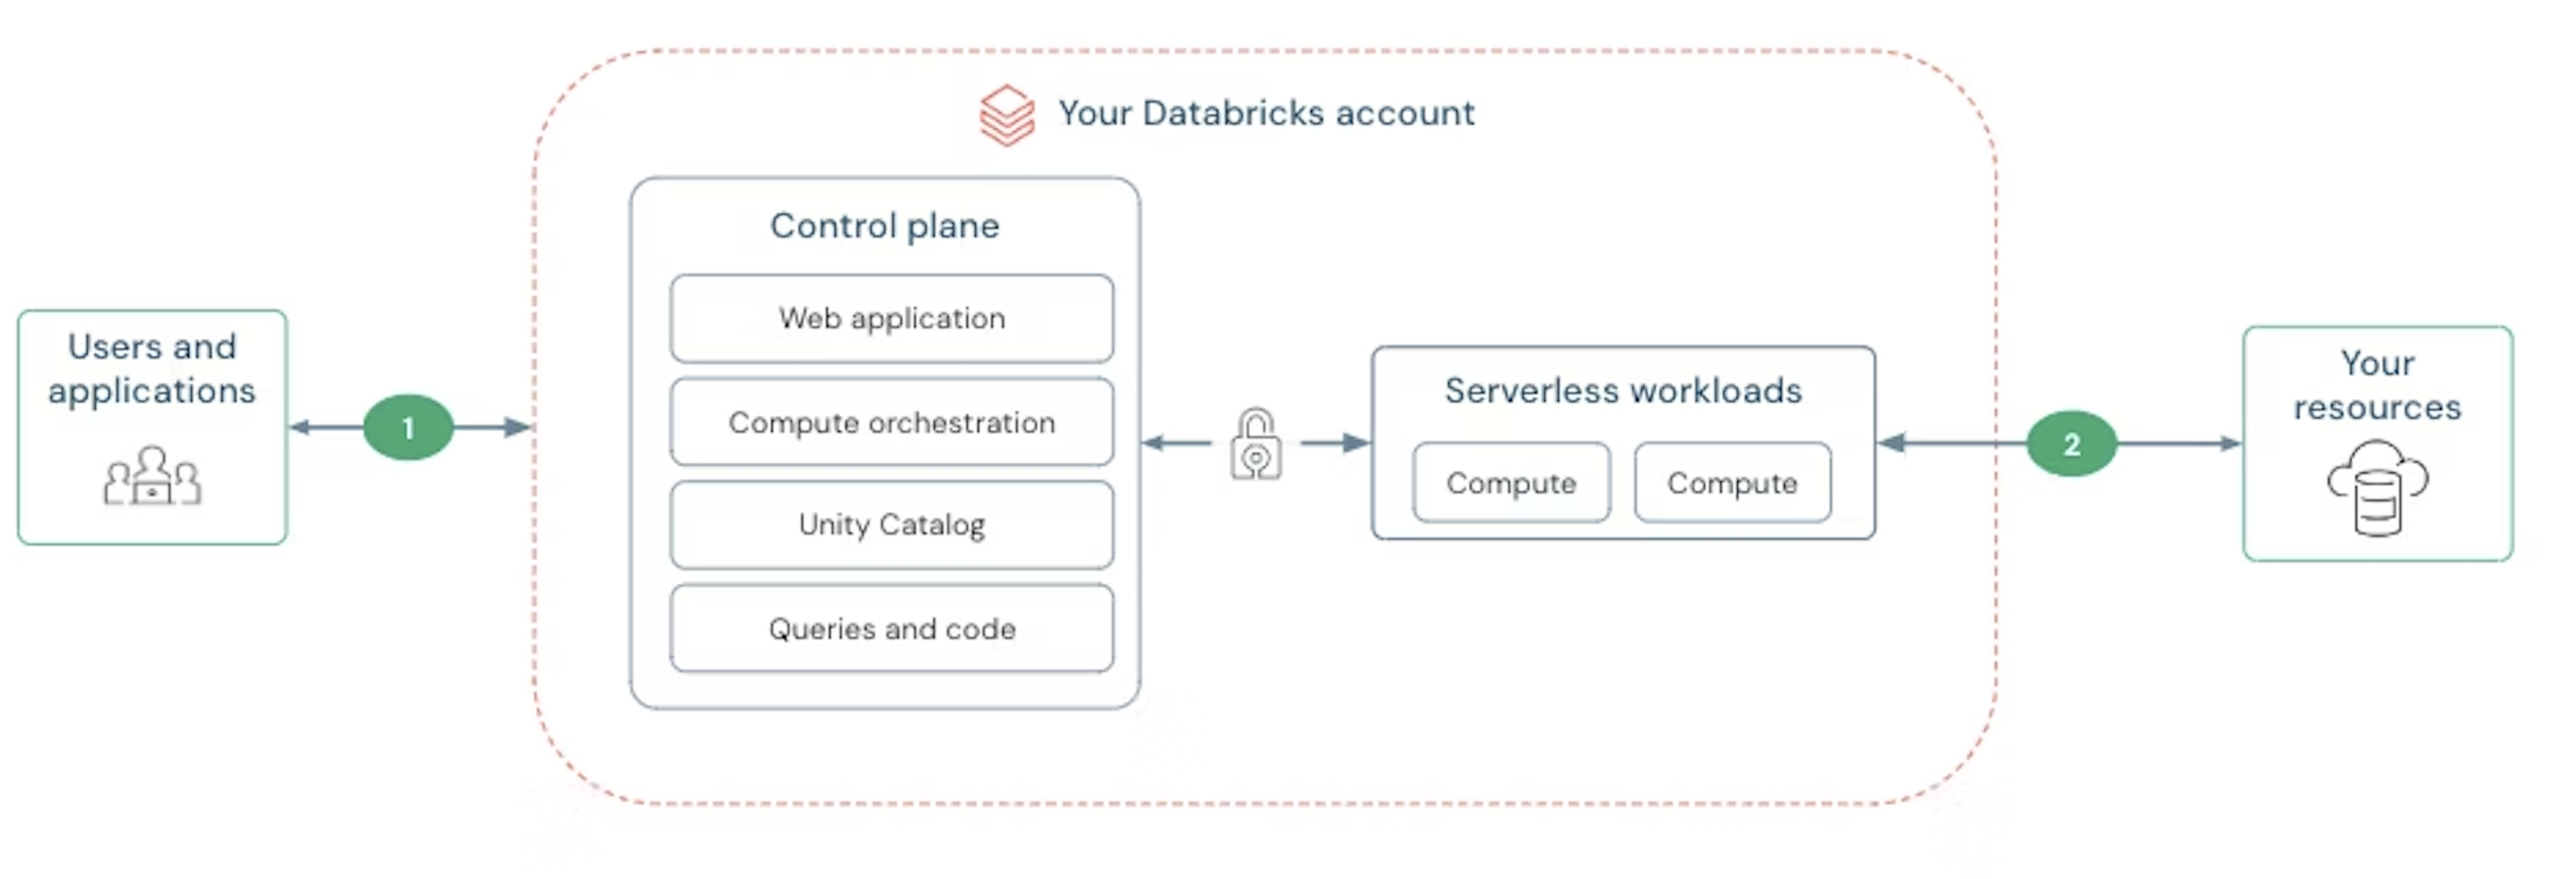 Your Databricks account
Users and
applications
1
Control plane
Web application
Compute orchestration
Unity Catalog
Queries and code
Serverless workloads
Compute
Compute
2
Your
resources